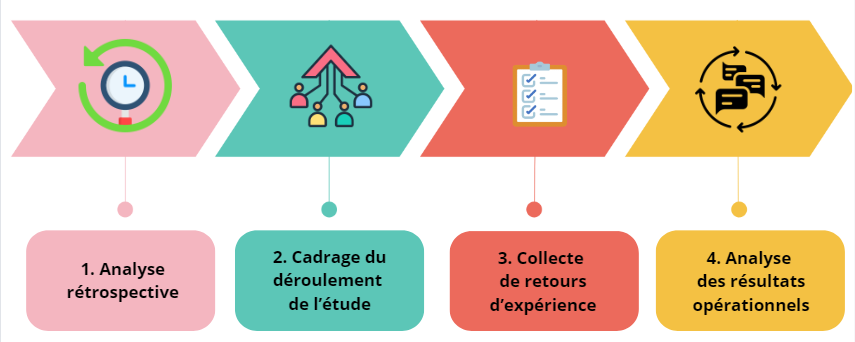 1. Analyse
rétrospective
2. Cadrage du
déroulement
de l’étude
3. Collecte
de retours
d’expérience
4. Analyse
des résultats
opérationnels